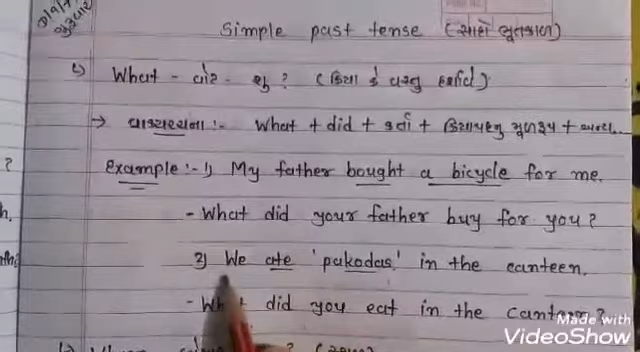 Simple past tense (સાદો ભૂતકાળ)
What - વોટ - શું ? (ક્રિયા કે વસ્તુ દર્શાવે)
→ વાક્યરચના :- What + did + કર્તા + ક્રિયાપદનું મૂળરૂપ +
Example :- 1) My father bought a bicycle for me.
- What did your father buy for you?
2) We ate 'pakodas' in the canteen.
- What did you eat in the canteen?
Made with
VideoShow